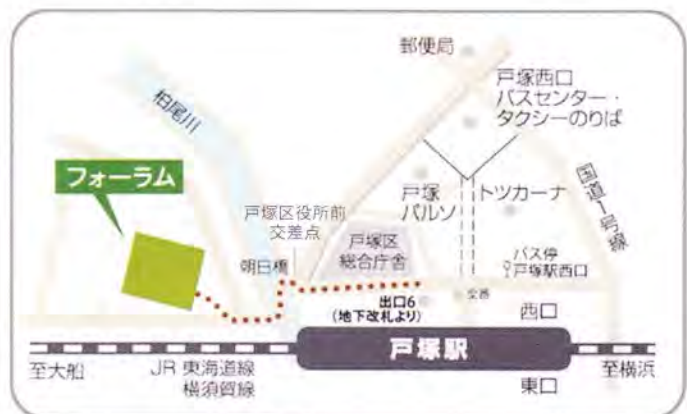 郵便局
戸塚西口
バスセンター・
タクシーのりば
柏尾川
フォーラム
戸塚
パルソ
トツカーナ
国道1号線
戸塚区役所前
交差点
戸塚区
総合庁舎
朝日橋
バス停
戸塚駅西口
出口6
(地下改札より)
交番
西口
戸塚駅
至大船
JR 東海道線
横須賀線
至横浜
東口